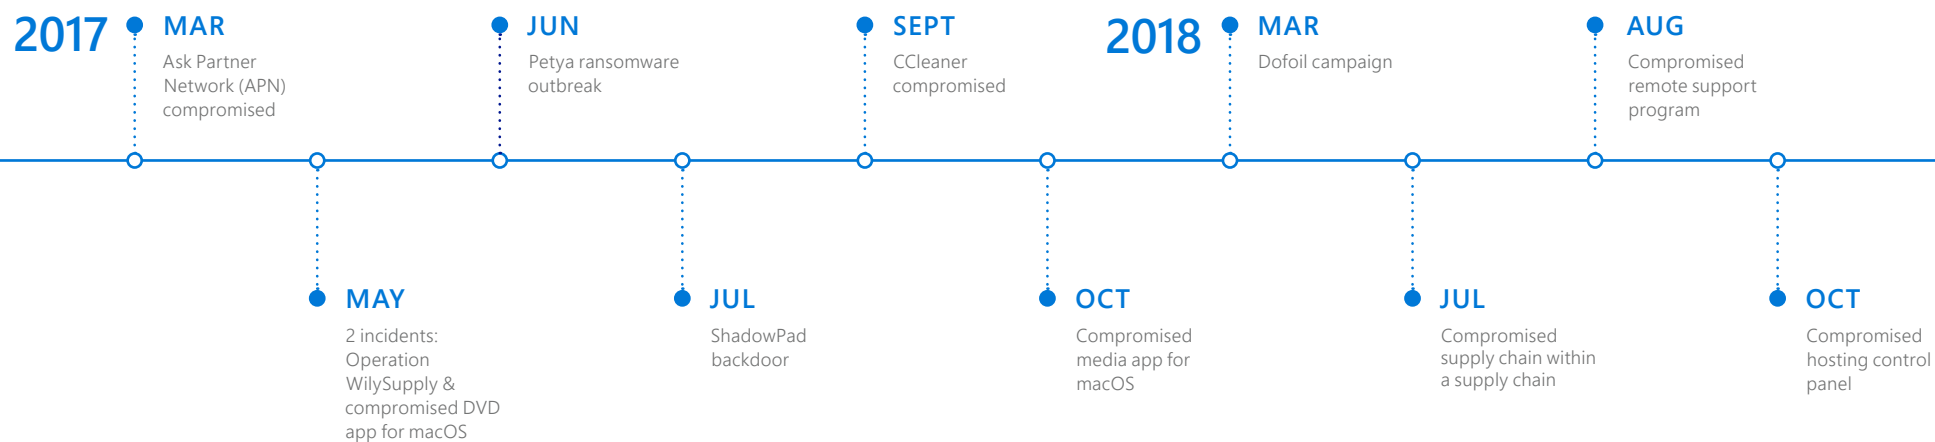 2017
MAR
Ask Partner
Network (APN)
compromised
MAY
2 incidents:
Operation
WilySupply &
compromised DVD
app for macOS
JUN
Petya ransomware
outbreak
JUL
ShadowPad
backdoor
SEPT
CCleaner
compromised
OCT
Compromised
media app for
macOS
2018
MAR
Dofoil campaign
JUL
Compromised
supply chain within
a supply chain
AUG
Compromised
remote support
program
OCT
Compromised
hosting control
panel